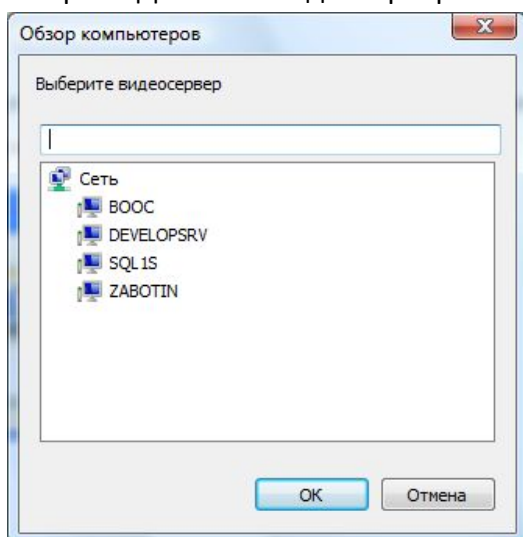 Обзор компьютеров
Выберите видеосервер
Сеть
BOOC
DEVELOPSRV
SQL1S
ZABOTIN
OK
Отмена